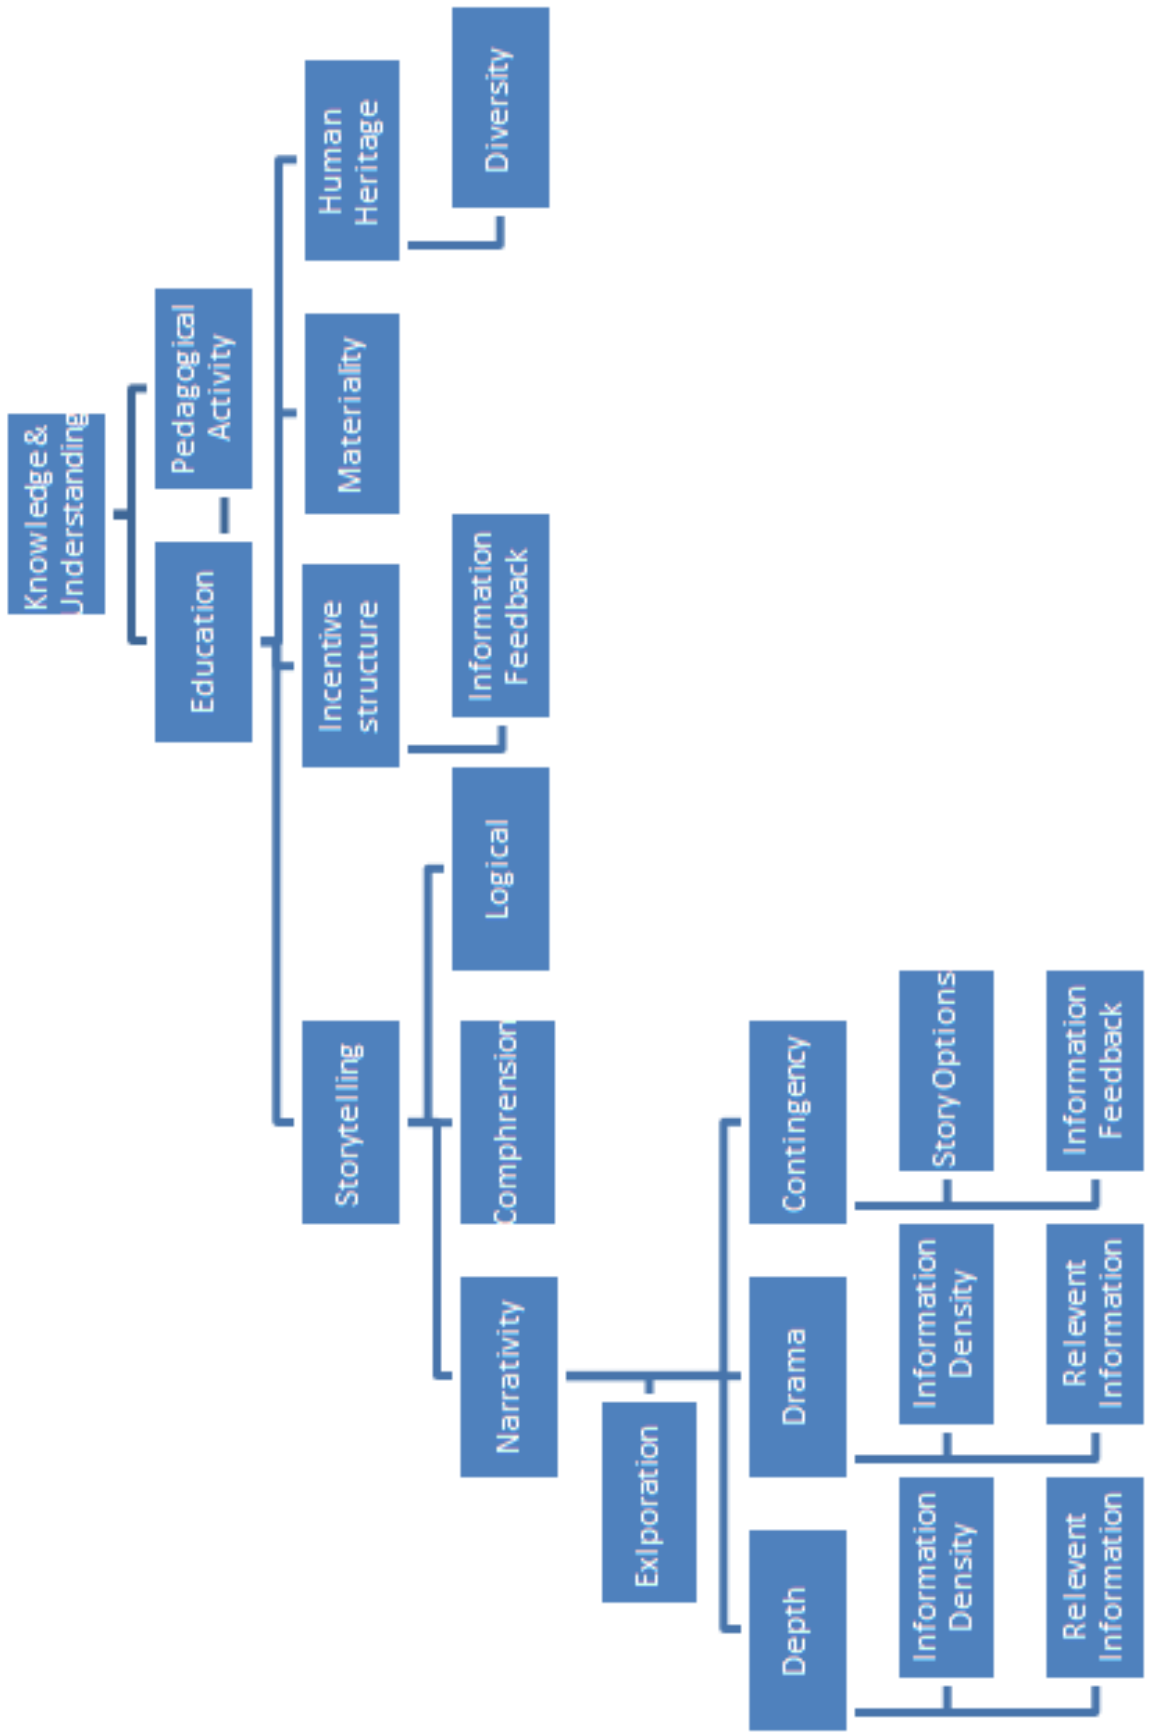 Knowledge &
Understanding
Education
Pedagogical
Activity
Storytelling
Incentive
structure
Materiality
Human
Heritage
Narrativity
Comphrension
Logical
Information
Feedback
Diversity
Exlporation
Depth
Drama
Contingency
Information
Density
Information
Density
Story Options
Relevent
Information
Relevent
Information
Information
Feedback